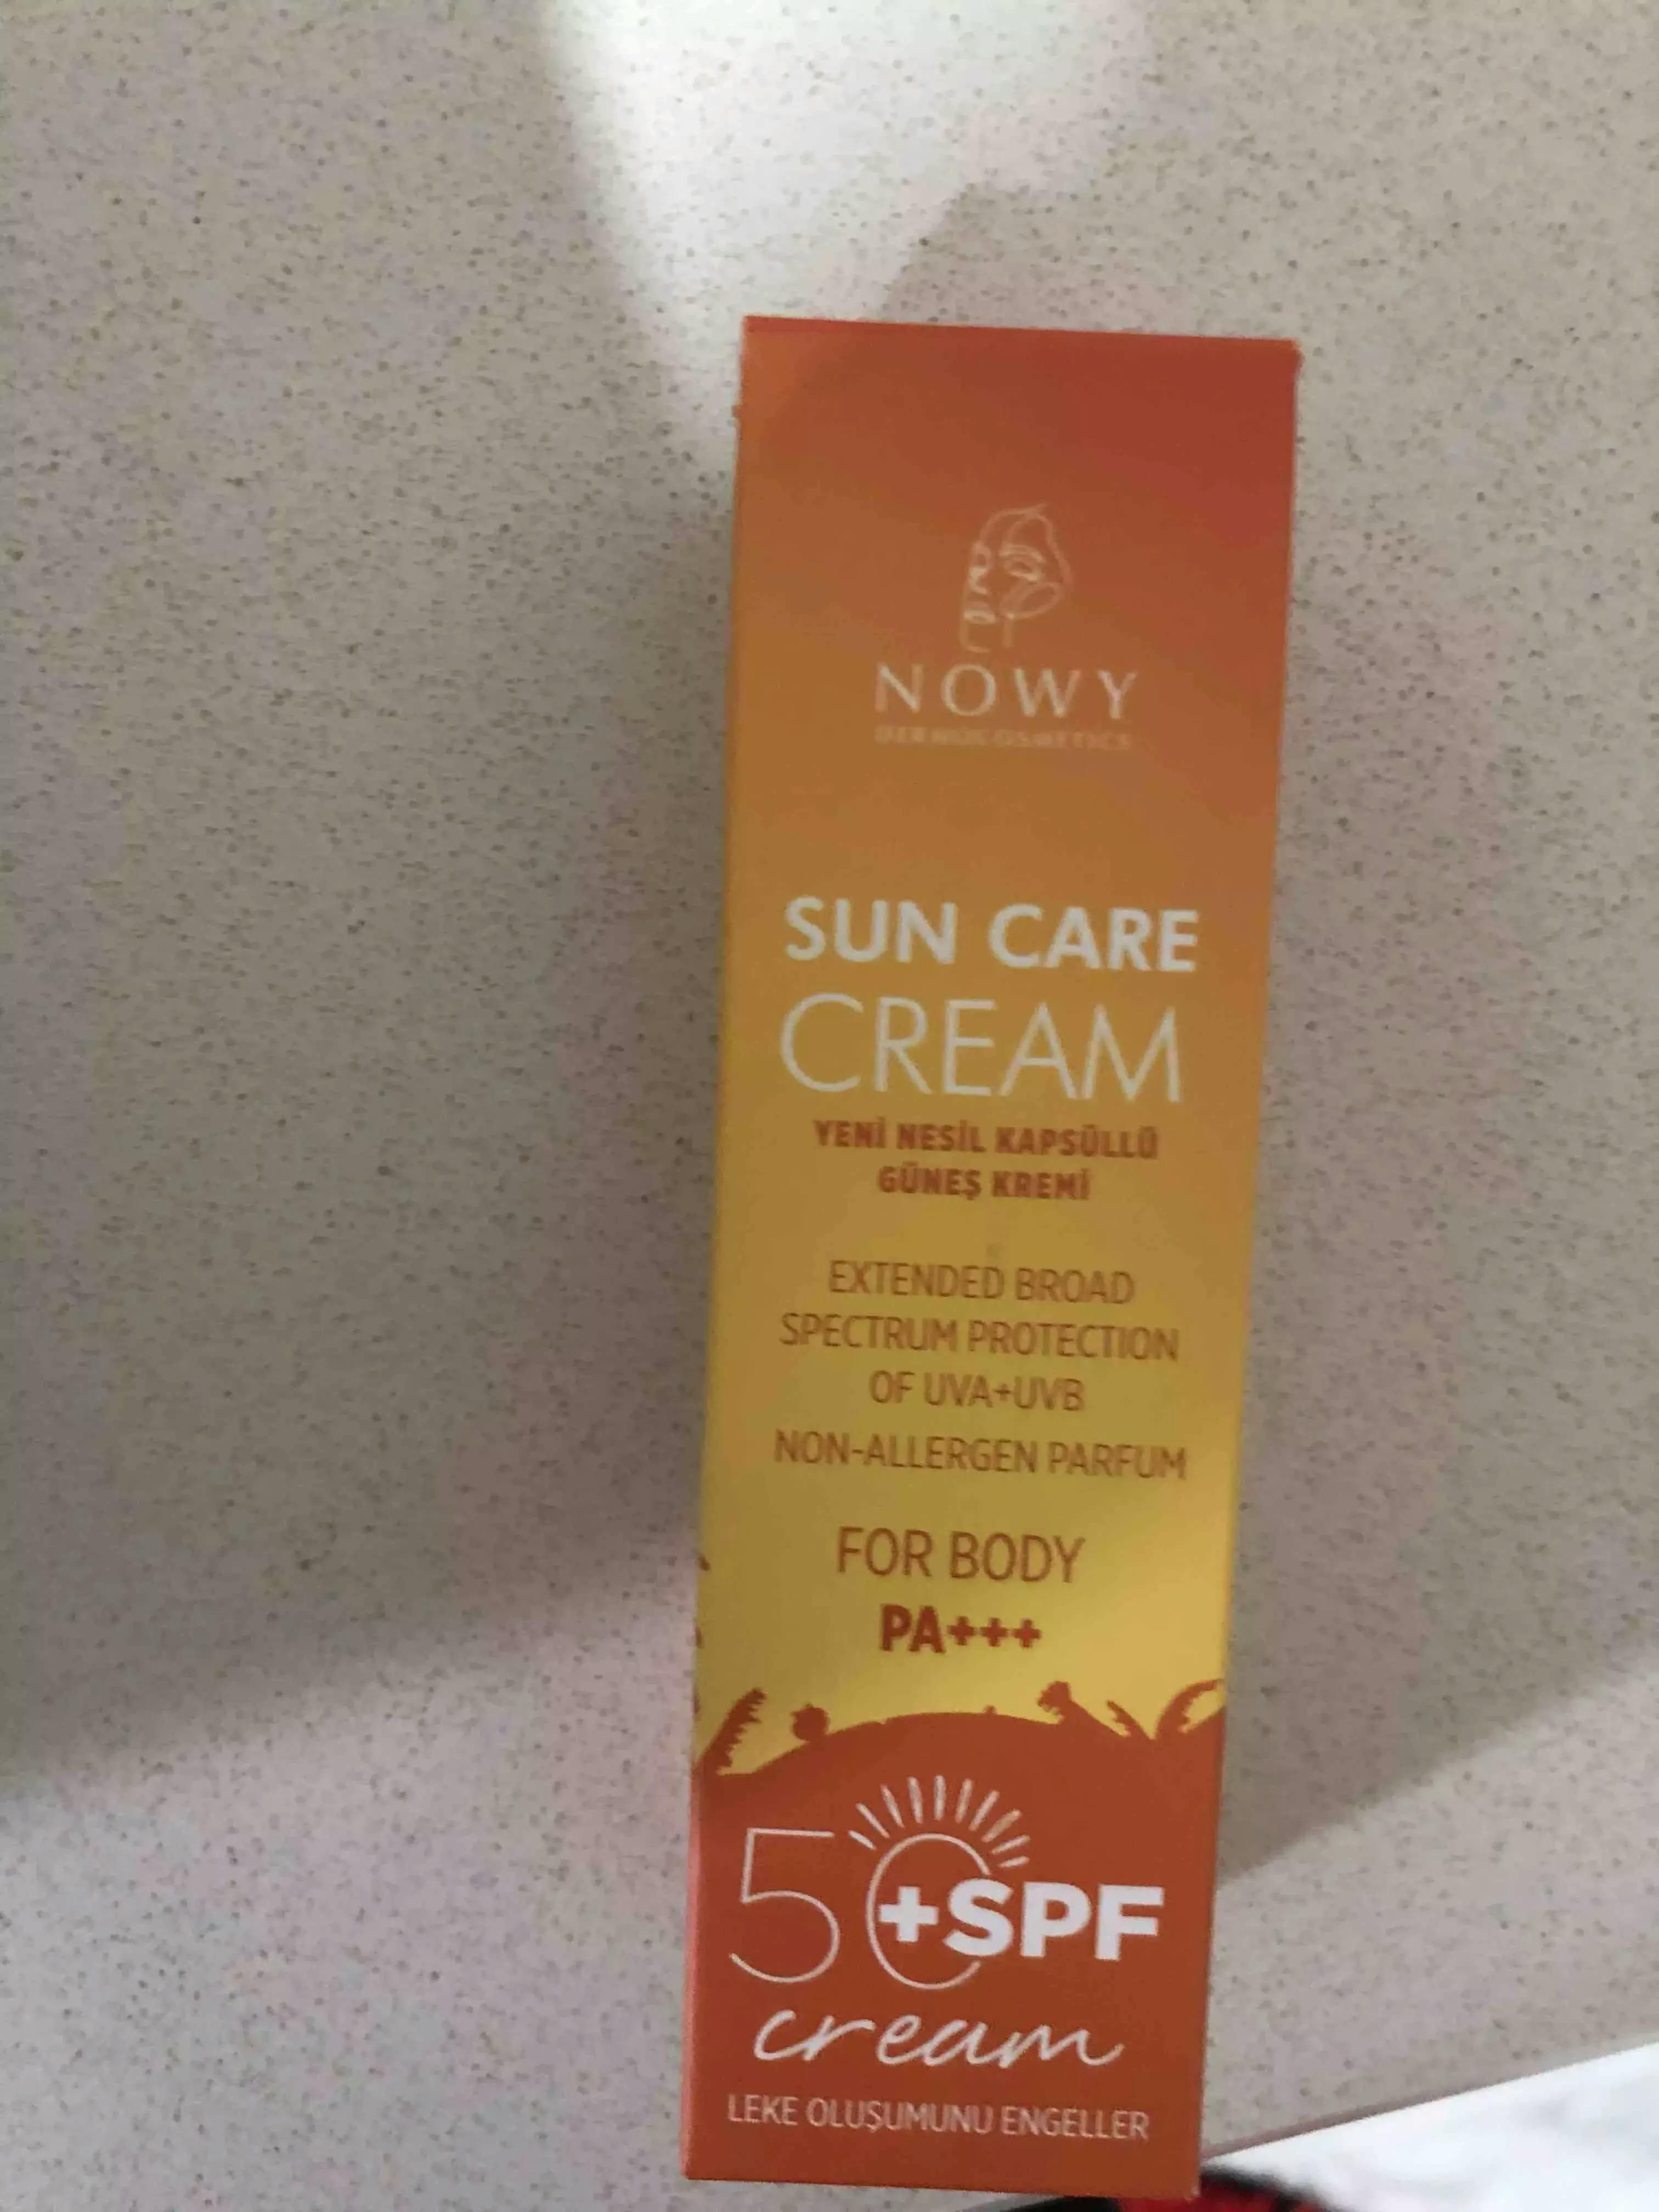 NOWY
DERMOCOSMETICS
SUN CARE
CREAM
YENİ NESİL KAPSÜLLÜ
GÜNEŞ KREMİ
EXTENDED BROAD
SPECTRUM PROTECTION
OF UVA+UVB
NON-ALLERGEN PARFUM
FOR BODY
PA+++
50+SPF
cream
LEKE OLUŞUMUNU ENGELLER